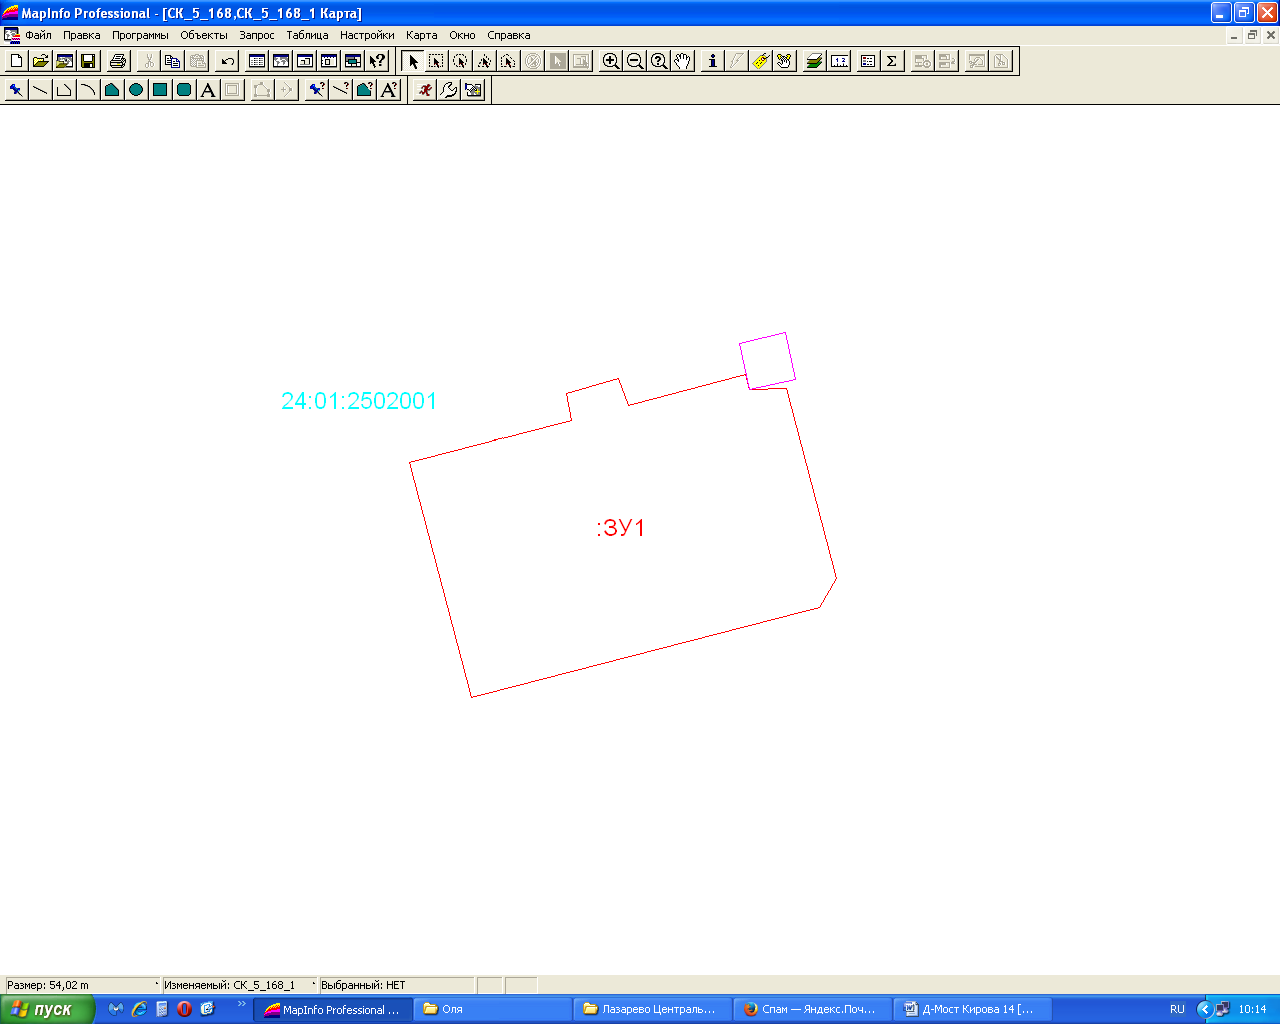 MapInfo Professional - [СК_5_168,СК_5_168_1 Карта]
Файл Правка Программы Объекты Запрос Таблица Настройки Карта Окно Справка
24:01:2502001
:ЗУ1
Размер: 54,02 m Изменяемый: СК_5_168_1 Выбранный: НЕТ
пуск MapInfo Professional ... Оля Лазарево Централь... Спам — Яндекс.Поч... Д-Мост Кирова 14 [... RU 10:14